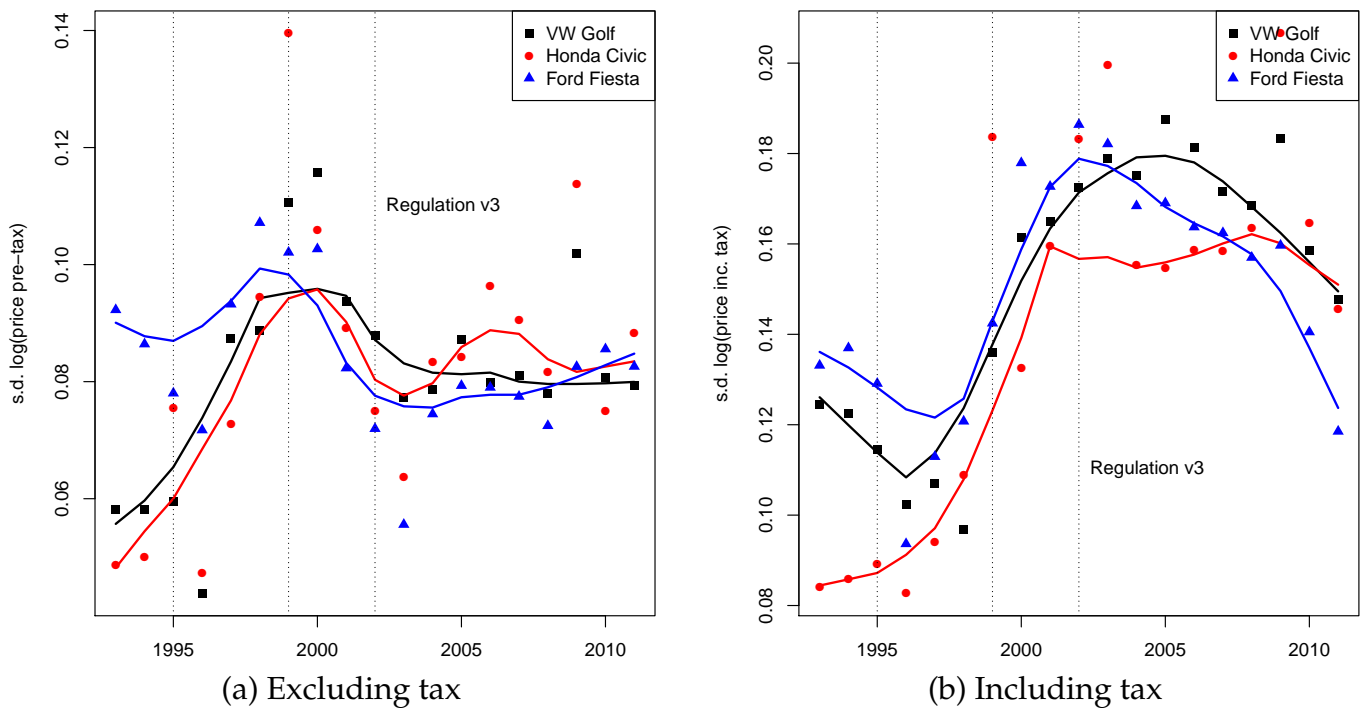 s.d. log(price pre−tax)
0.14
0.12
0.10
0.08
0.06
VW Golf
Honda Civic
Ford Fiesta
Regulation v3
1995 2000 2005 2010
(a) Excluding tax
s.d. log(price inc. tax)
0.20
0.18
0.16
0.14
0.12
0.10
0.08
VW Golf
Honda Civic
Ford Fiesta
Regulation v3
1995 2000 2005 2010
(b) Including tax